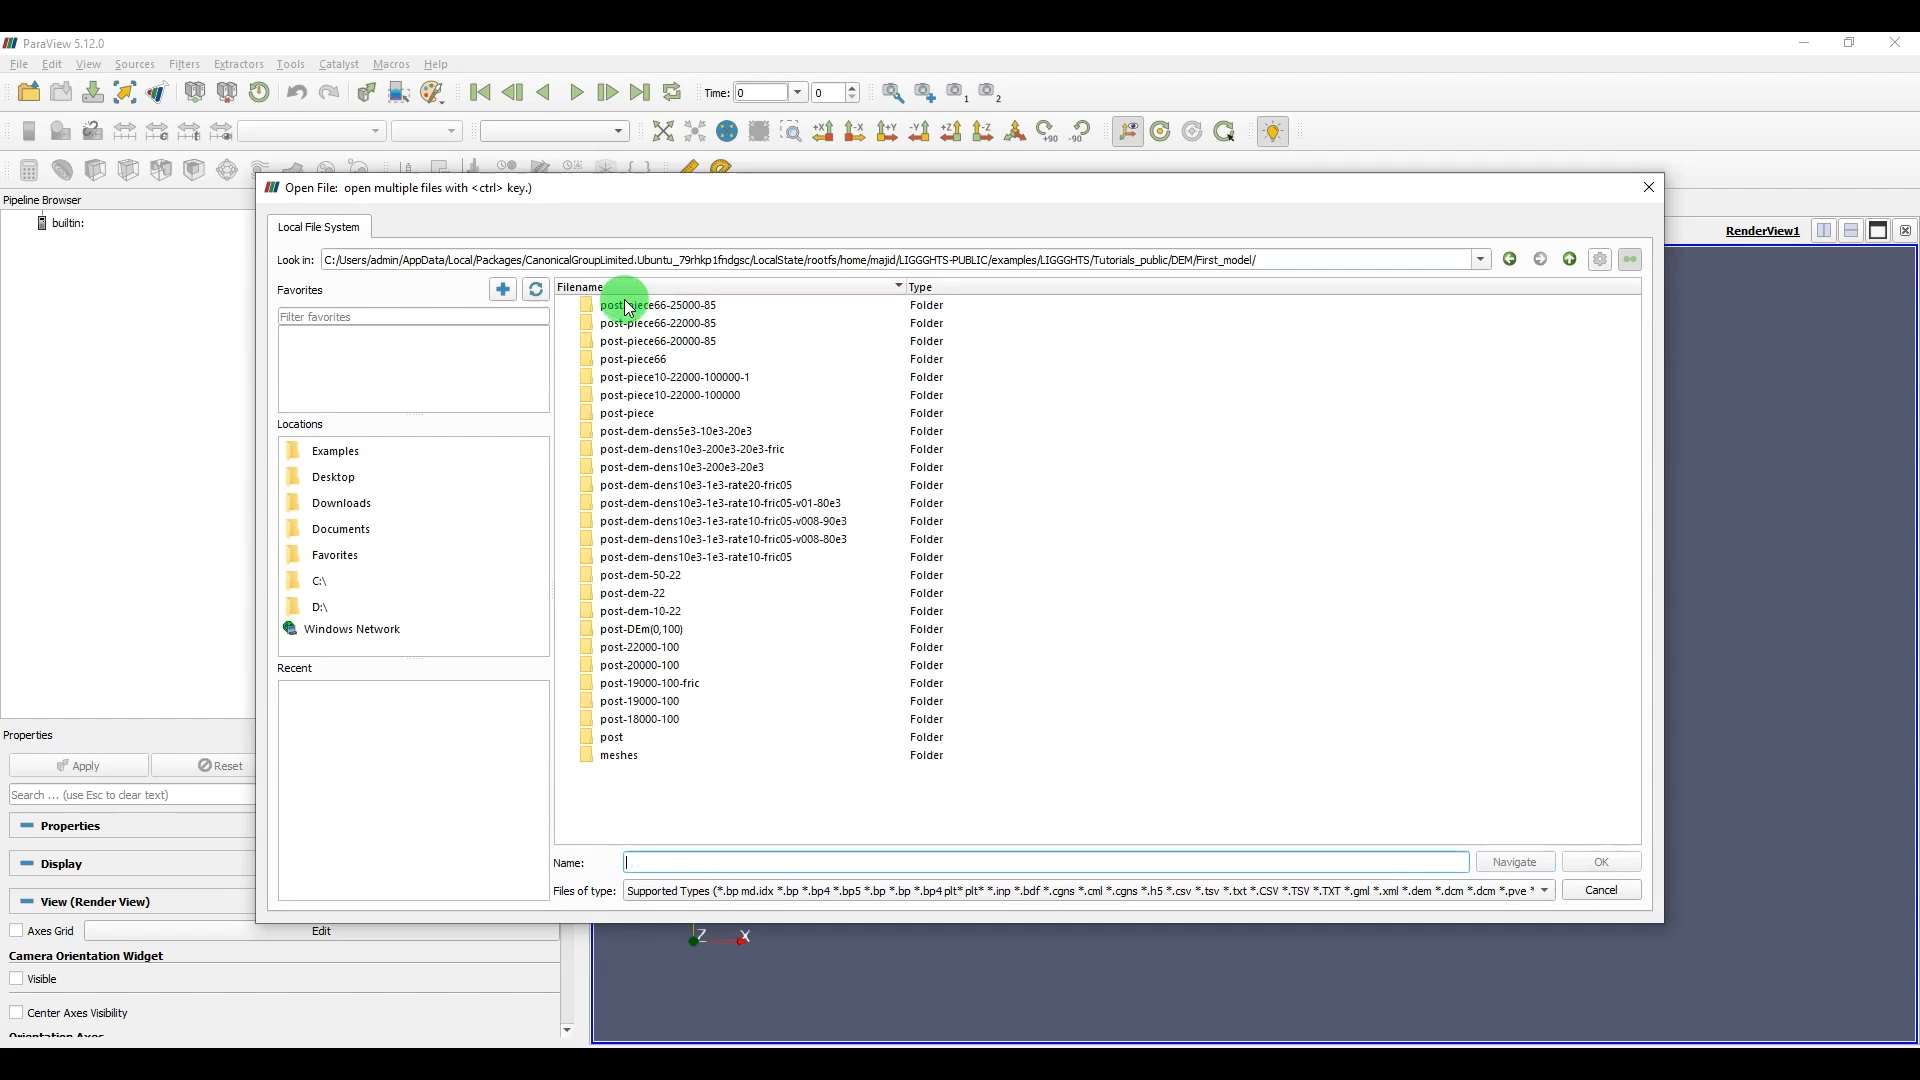 ParaView 5.12.0
File Edit View Sources Filters Extractors Tools Catalyst Macros Help
Time: 0 0
1 2
+X -X +Y -Y +Z -Z +90 -90
Pipeline Browser
builtin:
Open File: open multiple files with <ctrl> key.)
Local File System
RenderView1
Look in: C:/Users/admin/AppData/Local/Packages/CanonicalGroupLimited.Ubuntu_79rhkp1fndgsc/LocalState/rootfs/home/majid/LIGGGHTS-PUBLIC/examples/LIGGGHTS/Tutorials_public/DEM/First_model/
Favorites
Filter favorites
Locations
Examples
Desktop
Downloads
Documents
Favorites
C:\
D:\
Windows Network
Recent
Filename Type
post-piece66-25000-85 Folder
post-piece66-22000-85 Folder
post-piece66-20000-85 Folder
post-piece66 Folder
post-piece10-22000-100000-1 Folder
post-piece10-22000-100000 Folder
post-piece Folder
post-dem-dens5e3-10e3-20e3 Folder
post-dem-dens10e3-200e3-20e3-fric Folder
post-dem-dens10e3-200e3-20e3 Folder
post-dem-dens10e3-1e3-rate20-fric05 Folder
post-dem-dens10e3-1e3-rate10-fric05-v01-80e3 Folder
post-dem-dens10e3-1e3-rate10-fric05-v008-90e3 Folder
post-dem-dens10e3-1e3-rate10-fric05-v008-80e3 Folder
post-dem-dens10e3-1e3-rate10-fric05 Folder
post-dem-50-22 Folder
post-dem-22 Folder
post-dem-10-22 Folder
post-DEm(0,100) Folder
post-22000-100 Folder
post-20000-100 Folder
post-19000-100-fric Folder
post-19000-100 Folder
post-18000-100 Folder
post Folder
meshes Folder
Name: Navigate OK
Files of type: Supported Types (*.bp md.idx *.bp *.bp4 *.bp5 *.bp *.bp *.bp4 plt* plt* *.inp *.bdf *.cgns *.cml *.cgns *.h5 *.csv *.tsv *.txt *.CSV *.TSV *.TXT *.gml *.xml *.dem *.dcm *.dcm *.pve * Cancel
Properties
Apply Reset
Search ... (use Esc to clear text)
Properties
Display
View (Render View)
Axes Grid Edit
Camera Orientation Widget
Visible
Center Axes Visibility
Orientation Axes
Z X